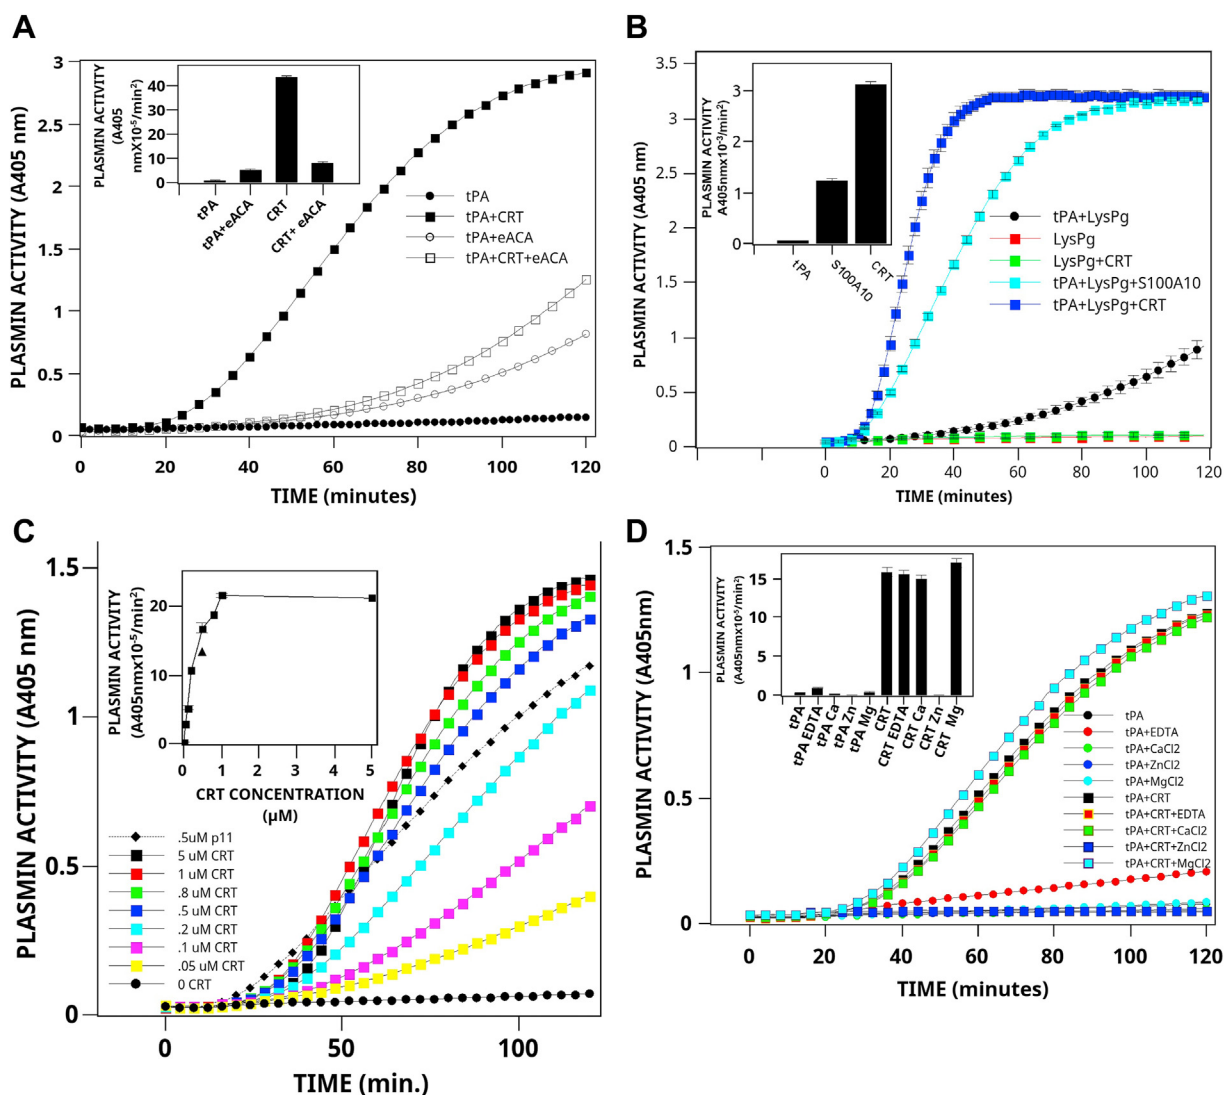 A
PLASMIN ACTIVITY (A405 nm)
3
2.5
2
1.5
1
0.5
0
0 20 40 60 80 100 120
TIME (minutes)
PLASMIN ACTIVITY
(A405
nmX10-5/min2)
40
30
20
10
0
tPA
tPA+eACA
CRT
CRT+ eACA
tPA
tPA+CRT
tPA+eACA
tPA+CRT+eACA
B
PLASMIN ACTIVITY (A405 nm)
3.5
3
2.5
2
1.5
1
0.5
0
0 20 40 60 80 100 120
TIME (minutes)
PLASMIN ACTIVITY
A405nmx10-3/min2)
3
2
1
0
tPA
S100A10
CRT
tPA+LysPg
LysPg
LysPg+CRT
tPA+LysPg+S100A10
tPA+LysPg+CRT
C
PLASMIN ACTIVITY (A405 nm)
1.5
1
0.5
0
0 50 100
TIME (min.)
PLASMIN ACTIVITY
(A405nmx10-5/min2)
20
10
0
0 1 2 3 4 5
CRT CONCENTRATION
(µM)
.5uM p11
5 uM CRT
1 uM CRT
.8 uM CRT
.5 uM CRT
.2 uM CRT
.1 uM CRT
.05 uM CRT
0 CRT
D
PLASMIN ACTIVITY (A405nm)
1.5
1
0.5
0
0 20 40 60 80 100 120
TIME (minutes)
PLASMIN ACTIVITY
(A405nmx10-5/min2)
15
10
5
0
tPA
tPA EDTA
tPA Ca
tPA Zn
tPA Mg
CRT
CRT EDTA
CRT Ca
CRT Zn
CRT Mg
tPA
tPA+EDTA
tPA+CaCl2
tPA+ZnCl2
tPA+MgCl2
tPA+CRT
tPA+CRT+EDTA
tPA+CRT+CaCl2
tPA+CRT+ZnCl2
tPA+CRT+MgCl2